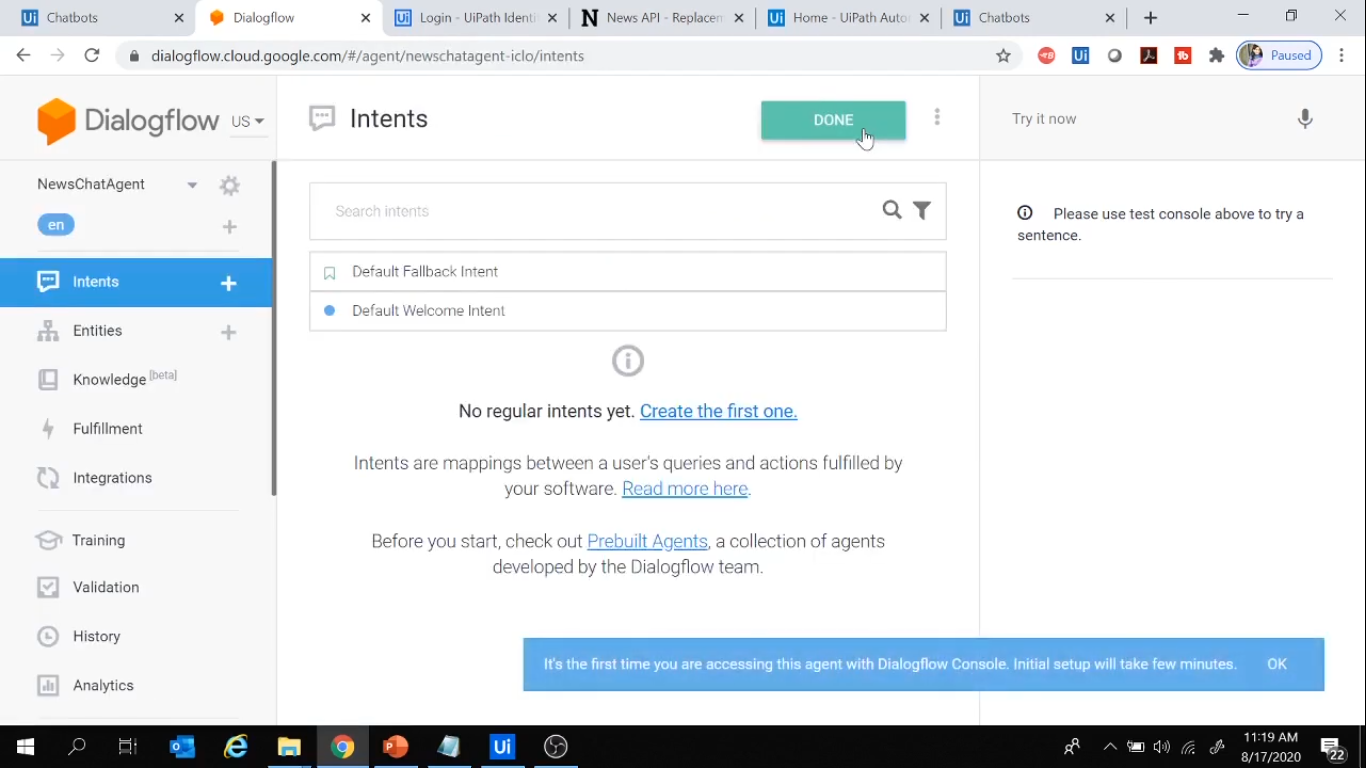 Chatbots
Dialogflow
Login - UiPath Identi
News API - Replacem
Home - UiPath Auto
Chatbots
dialogflow.cloud.google.com/#/agent/newschatagent-iclo/intents
Paused
Dialogflow
US
Intents
DONE
Try it now
NewsChatAgent
en
Search intents
Please use test console above to try a
sentence.
Intents
Default Fallback Intent
Default Welcome Intent
Entities
Knowledge [beta]
No regular intents yet. Create the first one.
Fulfillment
Intents are mappings between a user's queries and actions fulfilled by
your software. Read more here.
Integrations
Training
Before you start, check out Prebuilt Agents, a collection of agents
developed by the Dialogflow team.
Validation
History
It's the first time you are accessing this agent with Dialogflow Console. Initial setup will take few minutes. OK
Analytics
11:19 AM
8/17/2020
22